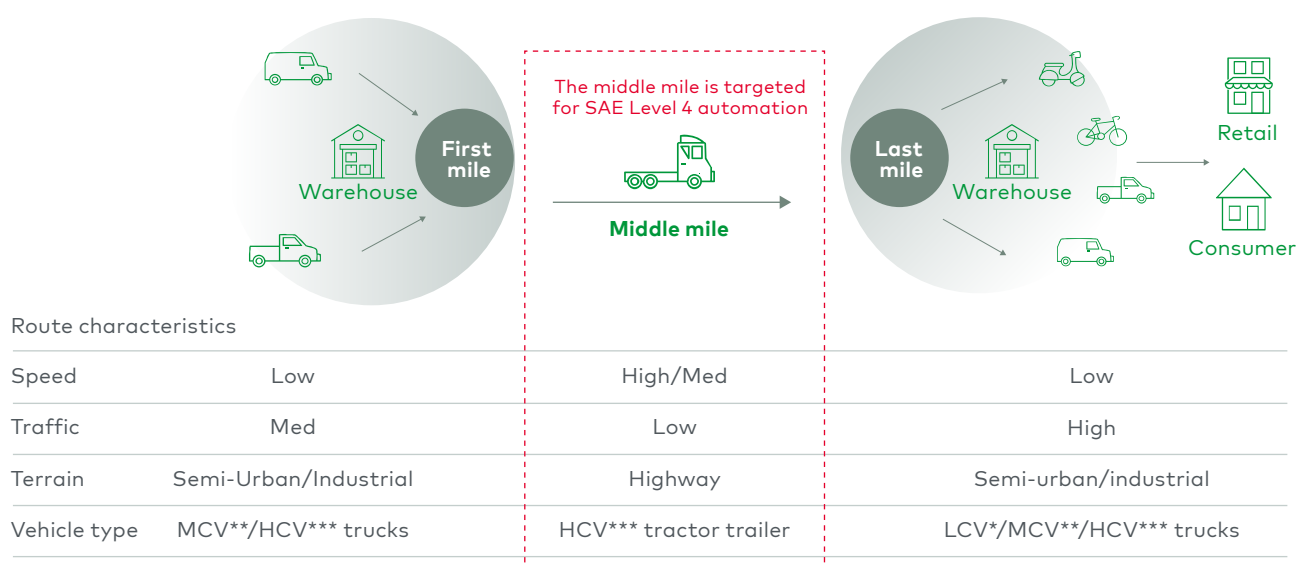 The middle mile is targeted
for SAE Level 4 automation
First
mile
Warehouse
Middle mile
Last
mile
Warehouse
Retail
Consumer
Route characteristics
Speed Low High/Med Low
Traffic Med Low High
Terrain Semi-Urban/Industrial Highway Semi-urban/industrial
Vehicle type MCV**/HCV*** trucks HCV*** tractor trailer LCV*/MCV**/HCV*** trucks